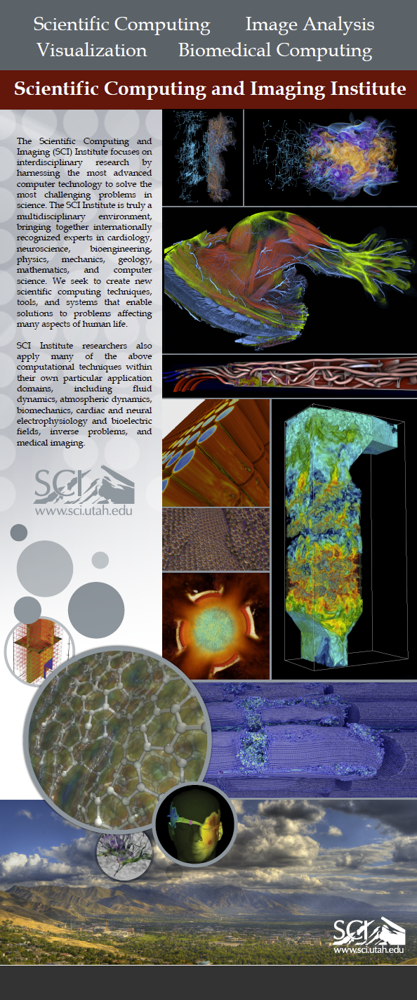 Scientific Computing Image Analysis
Visualization Biomedical Computing
Scientific Computing and Imaging Institute
The Scientific Computing and
Imaging (SCI) Institute focuses on
interdisciplinary research by
harnessing the most advanced
computer technology to solve the
most challenging problems in
science. The SCI Institute is truly a
multidisciplinary environment,
bringing together internationally
recognized experts in cardiology,
neuroscience, bioengineering,
physics, mechanics, geology,
mathematics, and computer
science. We seek to create new
scientific computing techniques,
tools, and systems that enable
solutions to problems affecting
many aspects of human life.
SCI Institute researchers also
apply many of the above
computational techniques within
their own particular application
domains, including fluid
dynamics, atmospheric dynamics,
biomechanics, cardiac and neural
electrophysiology and bioelectric
fields, inverse problems, and
medical imaging.
SCI
www.sci.utah.edu
SCI
www.sci.utah.edu